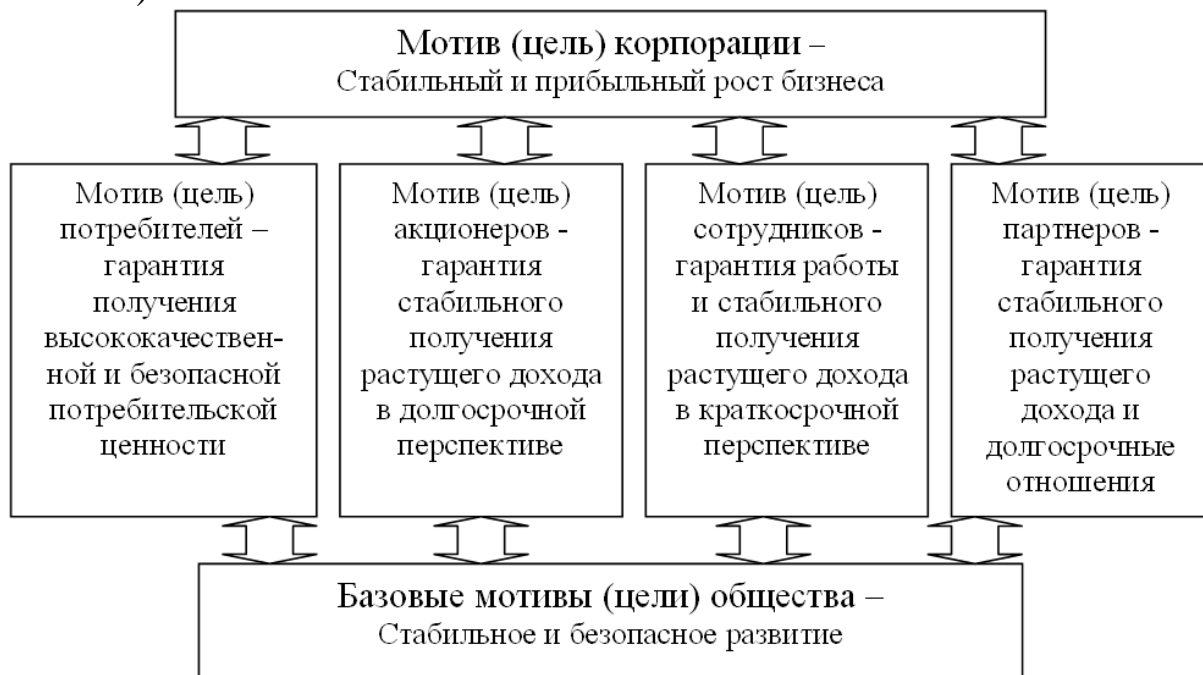 )
Мотив (цель) корпорации –
Стабильный и прибыльный рост бизнеса
Мотив (цель)
потребителей –
гарантия
получения
высококачествен-
ной и безопасной
потребительской
ценности
Мотив (цель)
акционеров -
гарантия
стабильного
получения
растущего дохода
в долгосрочной
перспективе
Мотив (цель)
сотрудников -
гарантия работы
и стабильного
получения
растущего дохода
в краткосрочной
перспективе
Мотив (цель)
партнеров -
гарантия
стабильного
получения
растущего
дохода и
долгосрочные
отношения
Базовые мотивы (цели) общества –
Стабильное и безопасное развитие